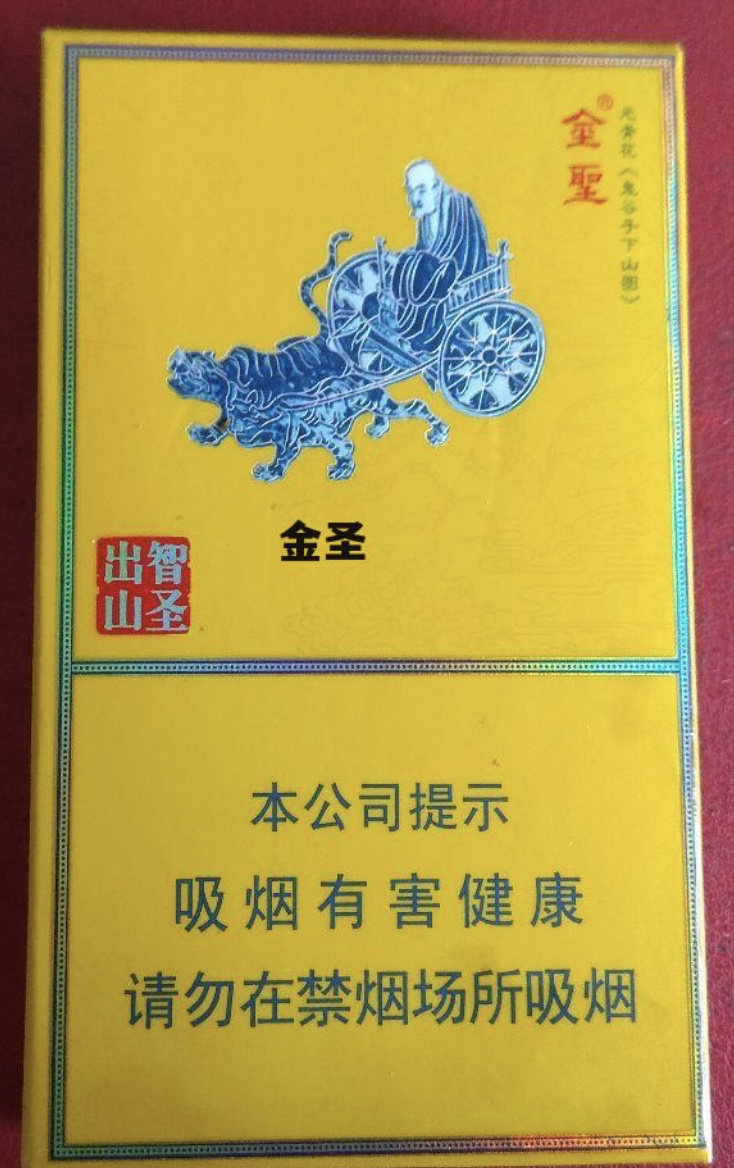 金聖®
元青花《鬼谷子下山图》
金圣
智圣
出山
本公司提示
吸烟有害健康
请勿在禁烟场所吸烟